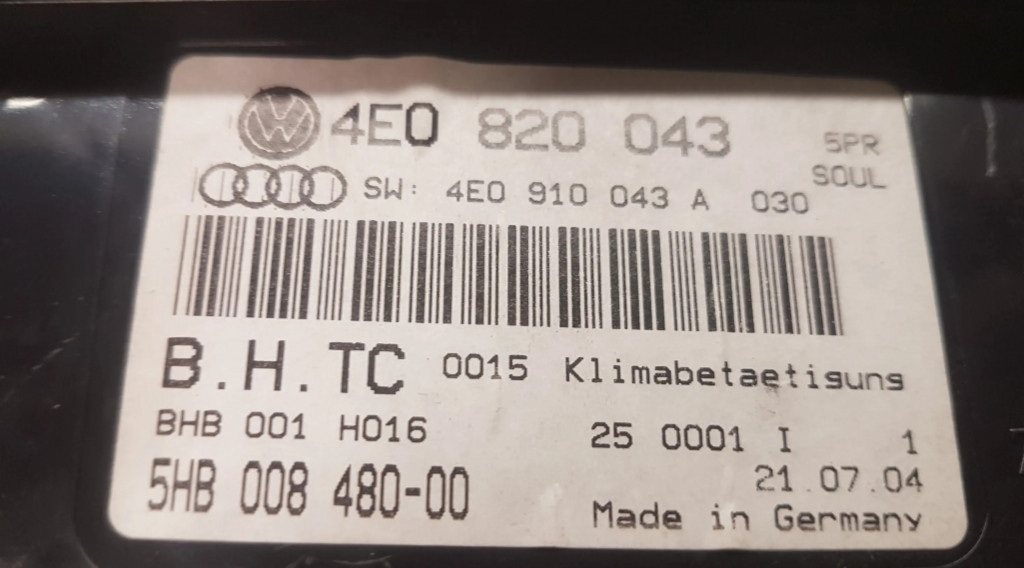 4E0 820 043
5PR
SOUL
SW: 4E0 910 043 A 030
B.H.TC 0015 Klimabetaetigung
BHB 001 H016
25 0001 I 1
5HB 008 480-00
21.07.04
Made in Germany